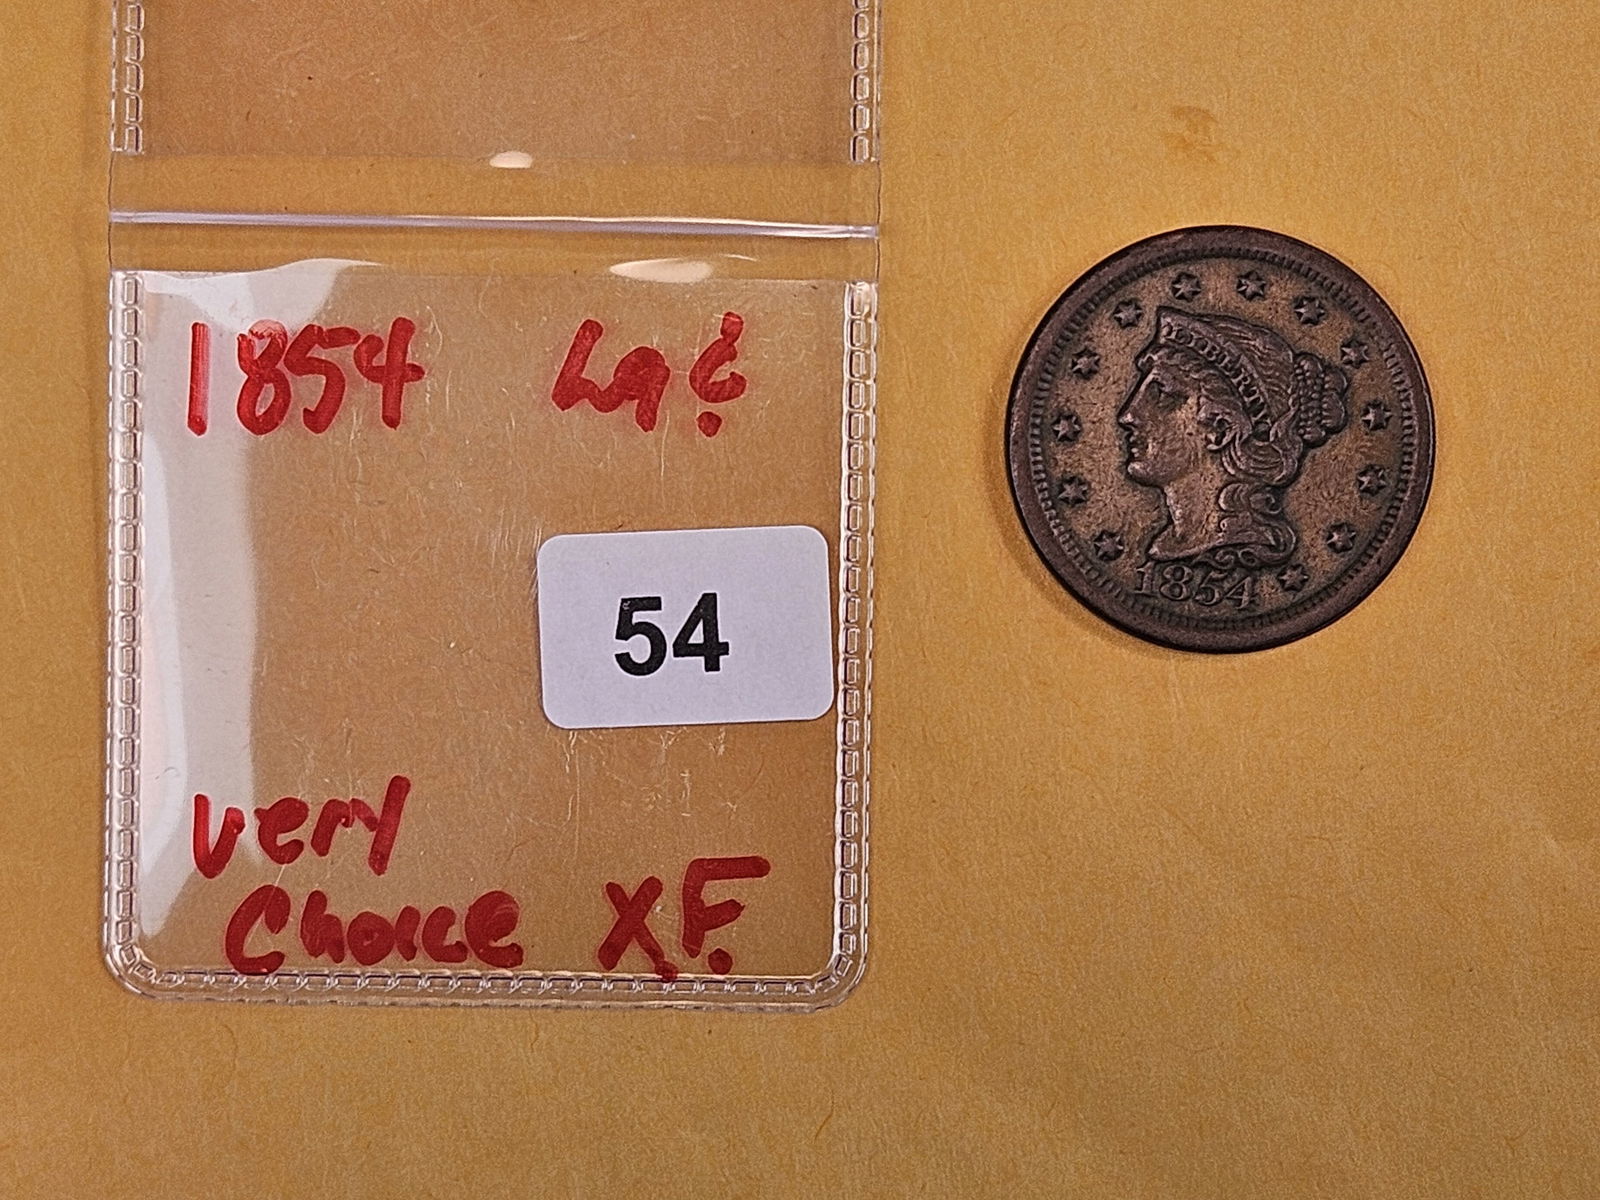 1854 Lg ¢
54
very
Choice X.F.
LIBERTY
1854